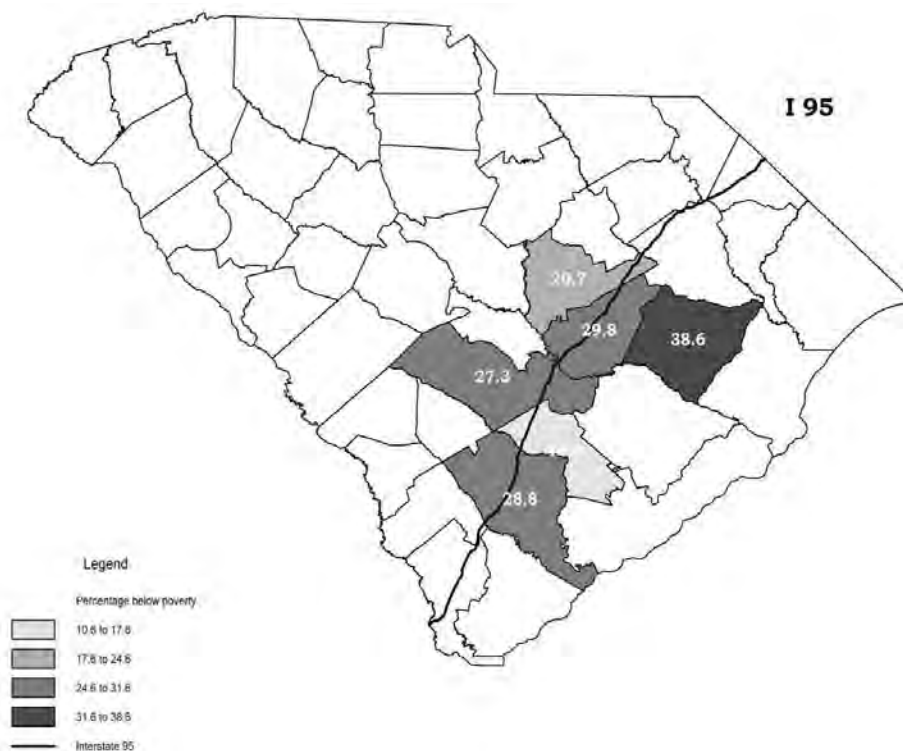 I 95
20.7
29.8
38.6
27.3
28.8
Legend
Percentage below poverty
10.6 to 17.6
17.6 to 24.6
24.6 to 31.6
31.6 to 38.6
Interstate 95